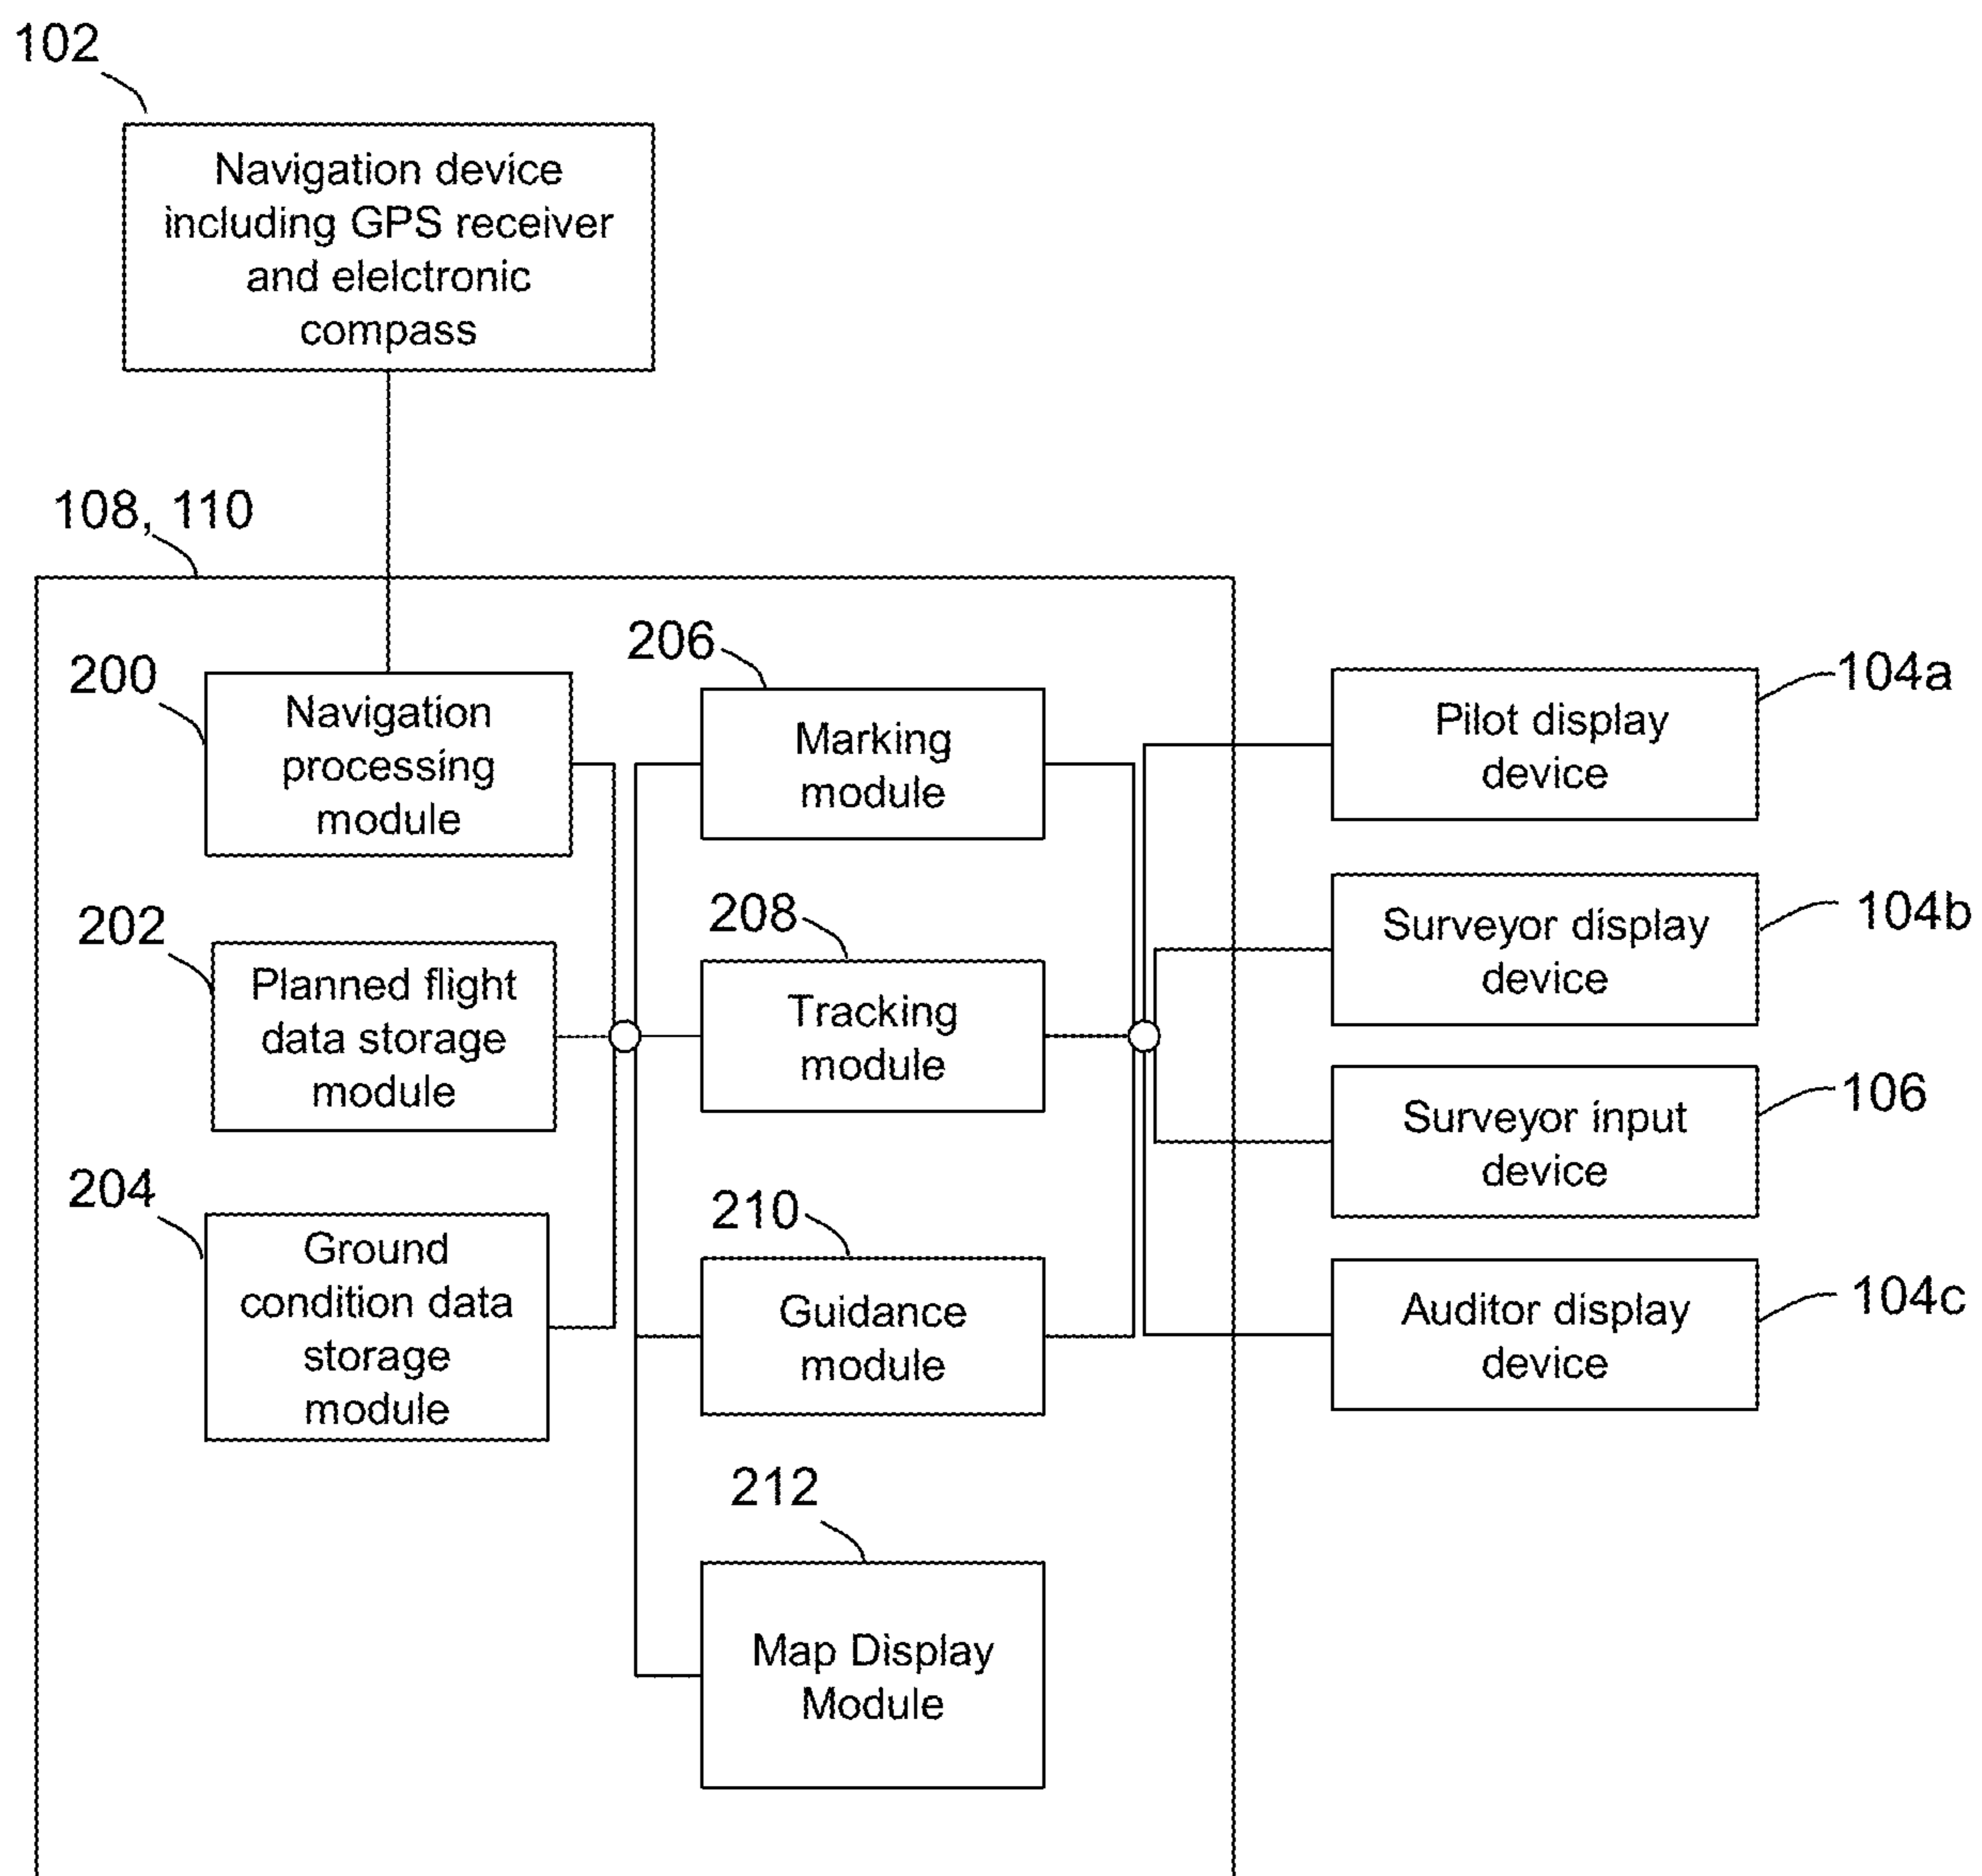 102
Navigation device
including GPS receiver
and elelctronic
compass
108, 110
200
Navigation
processing
module
202
Planned flight
data storage
module
204
Ground
condition data
storage
module
206
Marking
module
208
Tracking
module
210
Guidance
module
212
Map Display
Module
104a
Pilot display
device
104b
Surveyor display
device
106
Surveyor input
device
104c
Auditor display
device